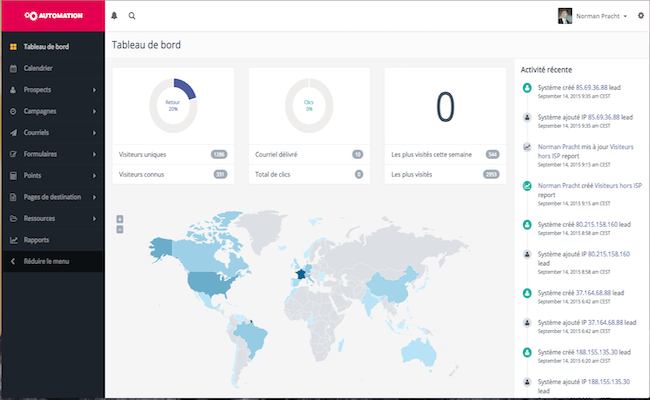 AUTOMATION
Norman Pracht
Tableau de bord
Calendrier
Prospects
Campagnes
Courriels
Formulaires
Points
Pages de destination
Ressources
Rapports
Réduire le menu
Tableau de bord
Retour
20%
Visiteurs uniques 1286
Visiteurs connus 331
Clics
0%
Courriel délivré 10
Total de clics 0
0
Les plus visités cette semaine 544
Les plus visités 2953
+
-
Activité récente
Système créé 85.69.36.88 lead
September 14, 2015 9:35 am CEST
Système ajouté IP 85.69.36.88 lead
September 14, 2015 9:35 am CEST
Norman Pracht mis à jour Visiteurs
hors ISP report
September 14, 2015 9:15 am CEST
Norman Pracht créé Visiteurs hors ISP
report
September 14, 2015 9:15 am CEST
Système créé 80.215.158.160 lead
September 14, 2015 8:58 am CEST
Système ajouté IP 80.215.158.160
lead
September 14, 2015 8:58 am CEST
Système créé 37.164.68.88 lead
September 14, 2015 6:42 am CEST
Système ajouté IP 37.164.68.88 lead
September 14, 2015 6:42 am CEST
Système créé 188.155.135.30 lead
September 14, 2015 6:20 am CEST
Système ajouté IP 188.155.135.30
lead